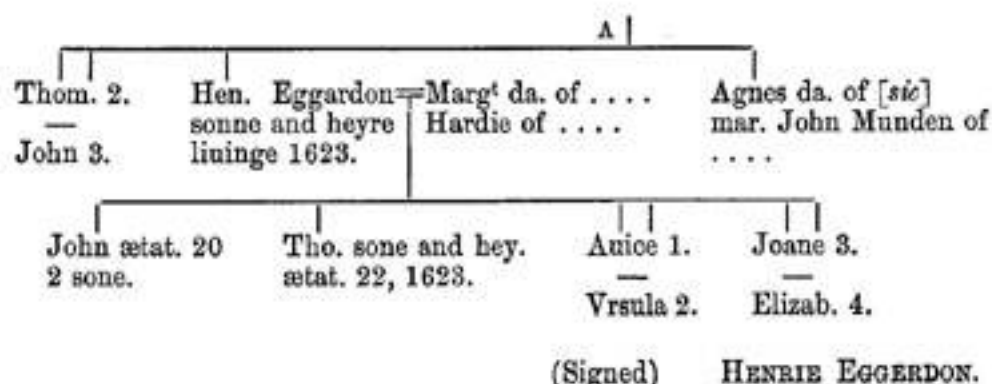 A
Thom. 2.
John 3.
Hen. Eggardon=Margᵗ da. of ....
sonne and heyre Hardie of ....
liuinge 1623.
Agnes da. of [sic]
mar. John Munden of
....
John ætat. 20
2 sone.
Tho. sone and hey.
ætat. 22, 1623.
Auice 1.
Vrsula 2.
Joane 3.
Elizab. 4.
(Signed) HENRIE EGGERDON.